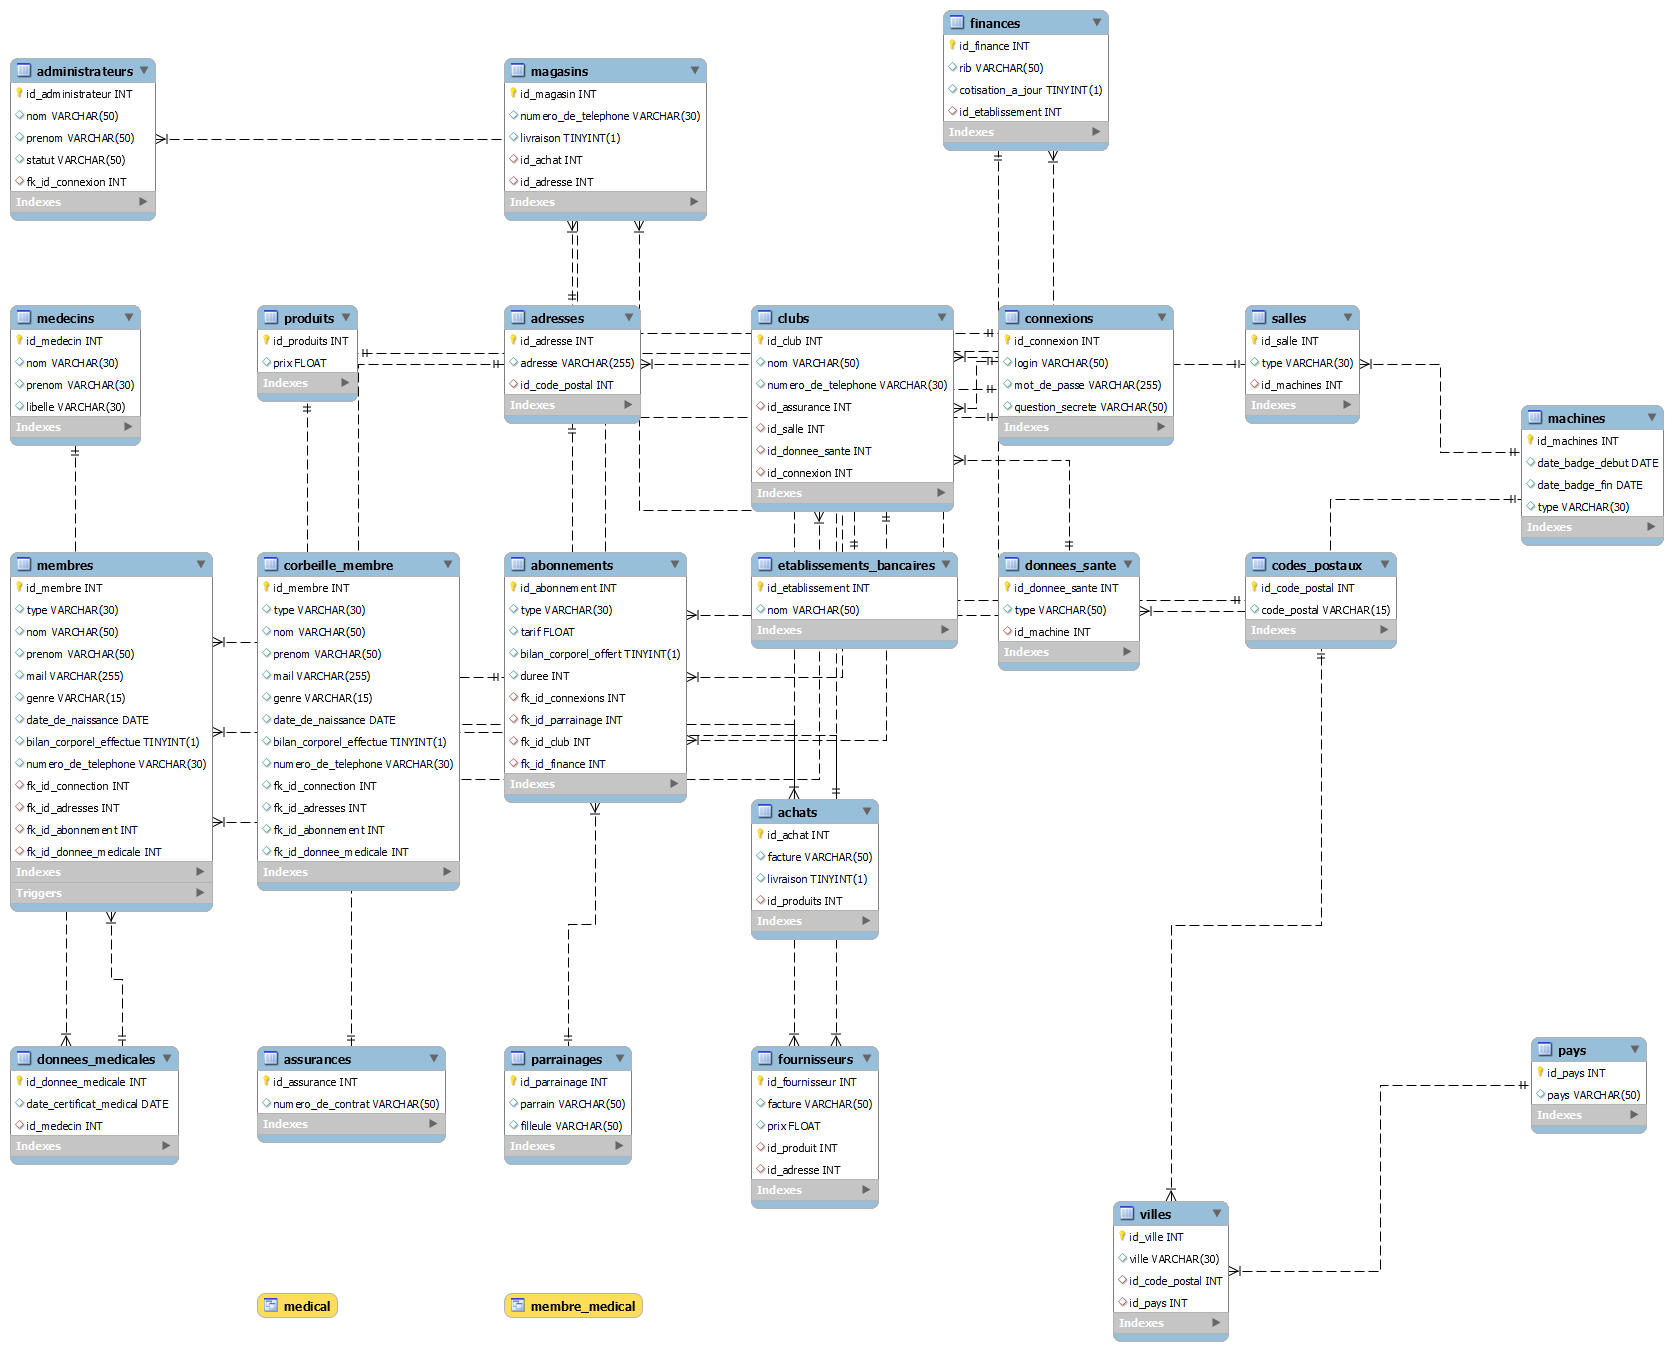 finances
id_finance INT
rib VARCHAR(50)
cotisation_a_jour TINYINT(1)
id_etablissement INT
Indexes
administrateurs
id_administrateur INT
nom VARCHAR(50)
prenom VARCHAR(50)
statut VARCHAR(50)
fk_id_connexion INT
Indexes
magasins
id_magasin INT
numero_de_telephone VARCHAR(30)
livraison TINYINT(1)
id_achat INT
id_adresse INT
Indexes
medecins
id_medecin INT
nom VARCHAR(30)
prenom VARCHAR(30)
libelle VARCHAR(30)
Indexes
produits
id_produits INT
prix FLOAT
Indexes
adresses
id_adresse INT
adresse VARCHAR(255)
id_code_postal INT
Indexes
clubs
id_club INT
nom VARCHAR(50)
numero_de_telephone VARCHAR(30)
id_assurance INT
id_salle INT
id_donnee_sante INT
id_connexion INT
Indexes
connexions
id_connexion INT
login VARCHAR(50)
mot_de_passe VARCHAR(255)
question_secrete VARCHAR(50)
Indexes
salles
id_salle INT
type VARCHAR(30)
id_machines INT
Indexes
machines
id_machines INT
date_badge_debut DATE
date_badge_fin DATE
type VARCHAR(30)
Indexes
membres
id_membre INT
type VARCHAR(30)
nom VARCHAR(50)
prenom VARCHAR(50)
mail VARCHAR(255)
genre VARCHAR(15)
date_de_naissance DATE
bilan_corporel_effectue TINYINT(1)
numero_de_telephone VARCHAR(30)
fk_id_connection INT
fk_id_adresses INT
fk_id_abonnement INT
fk_id_donnee_medicale INT
Indexes
Triggers
corbeille_membre
id_membre INT
type VARCHAR(30)
nom VARCHAR(50)
prenom VARCHAR(50)
mail VARCHAR(255)
genre VARCHAR(15)
date_de_naissance DATE
bilan_corporel_effectue TINYINT(1)
numero_de_telephone VARCHAR(30)
fk_id_connection INT
fk_id_adresses INT
fk_id_abonnement INT
fk_id_donnee_medicale INT
Indexes
abonnements
id_abonnement INT
type VARCHAR(30)
tarif FLOAT
bilan_corporel_offert TINYINT(1)
duree INT
fk_id_connexions INT
fk_id_parrainage INT
fk_id_club INT
fk_id_finance INT
Indexes
etablissements_bancaires
id_etablissement INT
nom VARCHAR(50)
Indexes
donnees_sante
id_donnee_sante INT
type VARCHAR(50)
id_machine INT
Indexes
codes_postaux
id_code_postal INT
code_postal VARCHAR(15)
Indexes
achats
id_achat INT
facture VARCHAR(50)
livraison TINYINT(1)
id_produits INT
Indexes
donnees_medicales
id_donnee_medicale INT
date_certificat_medical DATE
id_medecin INT
Indexes
assurances
id_assurance INT
numero_de_contrat VARCHAR(50)
Indexes
parrainages
id_parrainage INT
parrain VARCHAR(50)
filleule VARCHAR(50)
Indexes
fournisseurs
id_fournisseur INT
facture VARCHAR(50)
prix FLOAT
id_produit INT
id_adresse INT
Indexes
pays
id_pays INT
pays VARCHAR(50)
Indexes
villes
id_ville INT
ville VARCHAR(30)
id_code_postal INT
id_pays INT
Indexes
medical
membre_medical